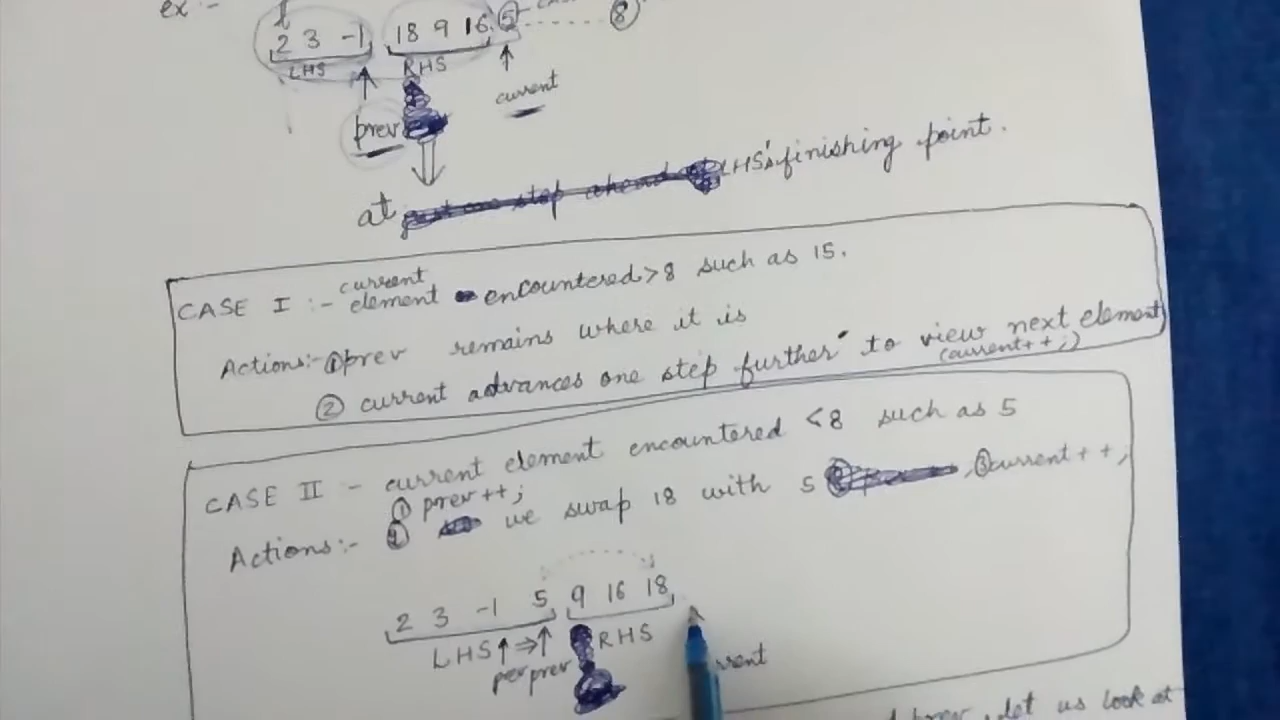 ex :-
2 3 -1 18 9 16 5 8
LHS RHS
prev current
at LHS's finishing point.
CASE I :- current element encountered > 8 such as 15.
Actions:- ① prev remains where it is
② current advances one step further to view next element
(current++;)
CASE II - current element encountered < 8 such as 5
① prev ++;
Actions:- ② we swap 18 with 5 , ③ current ++;
2 3 -1 5 9 16 18
LHS ⇒ RHS
prev
let us look at